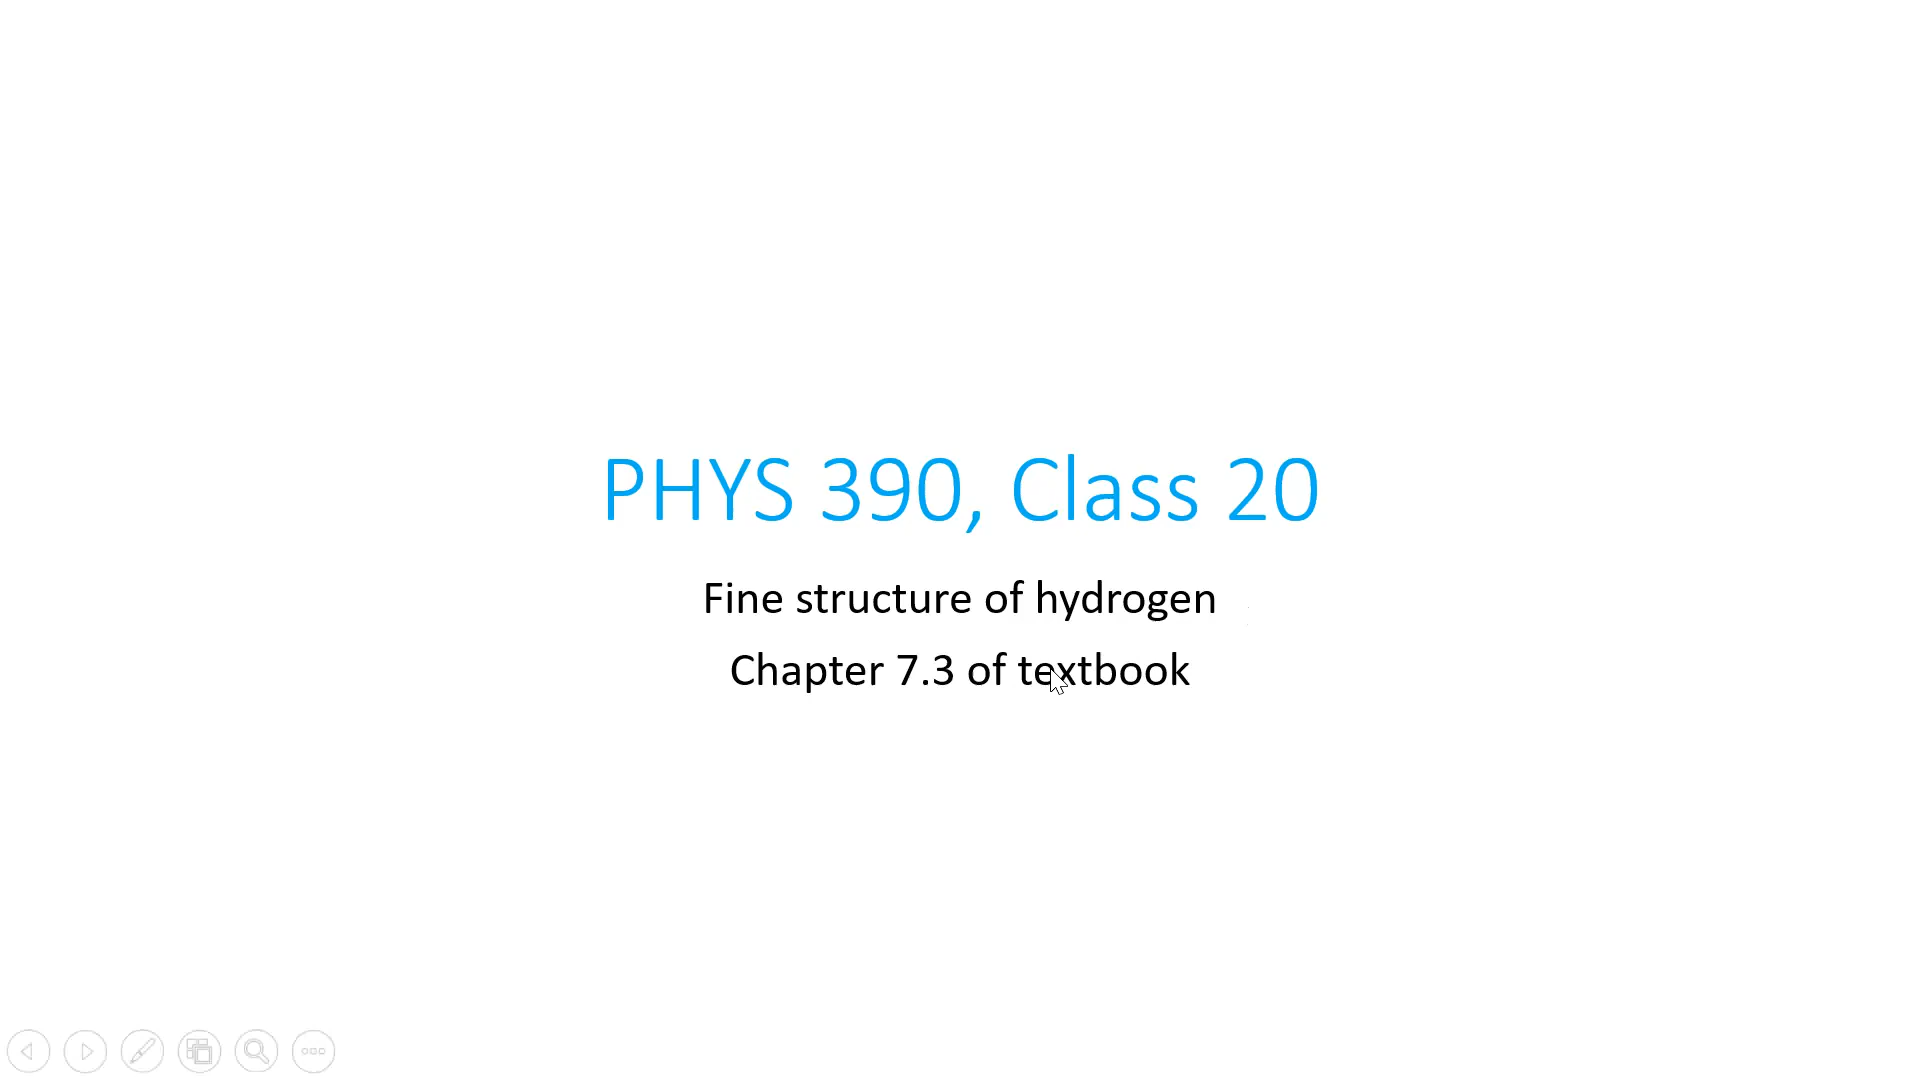 PHYS 390, Class 20
Fine structure of hydrogen
Chapter 7.3 of textbook